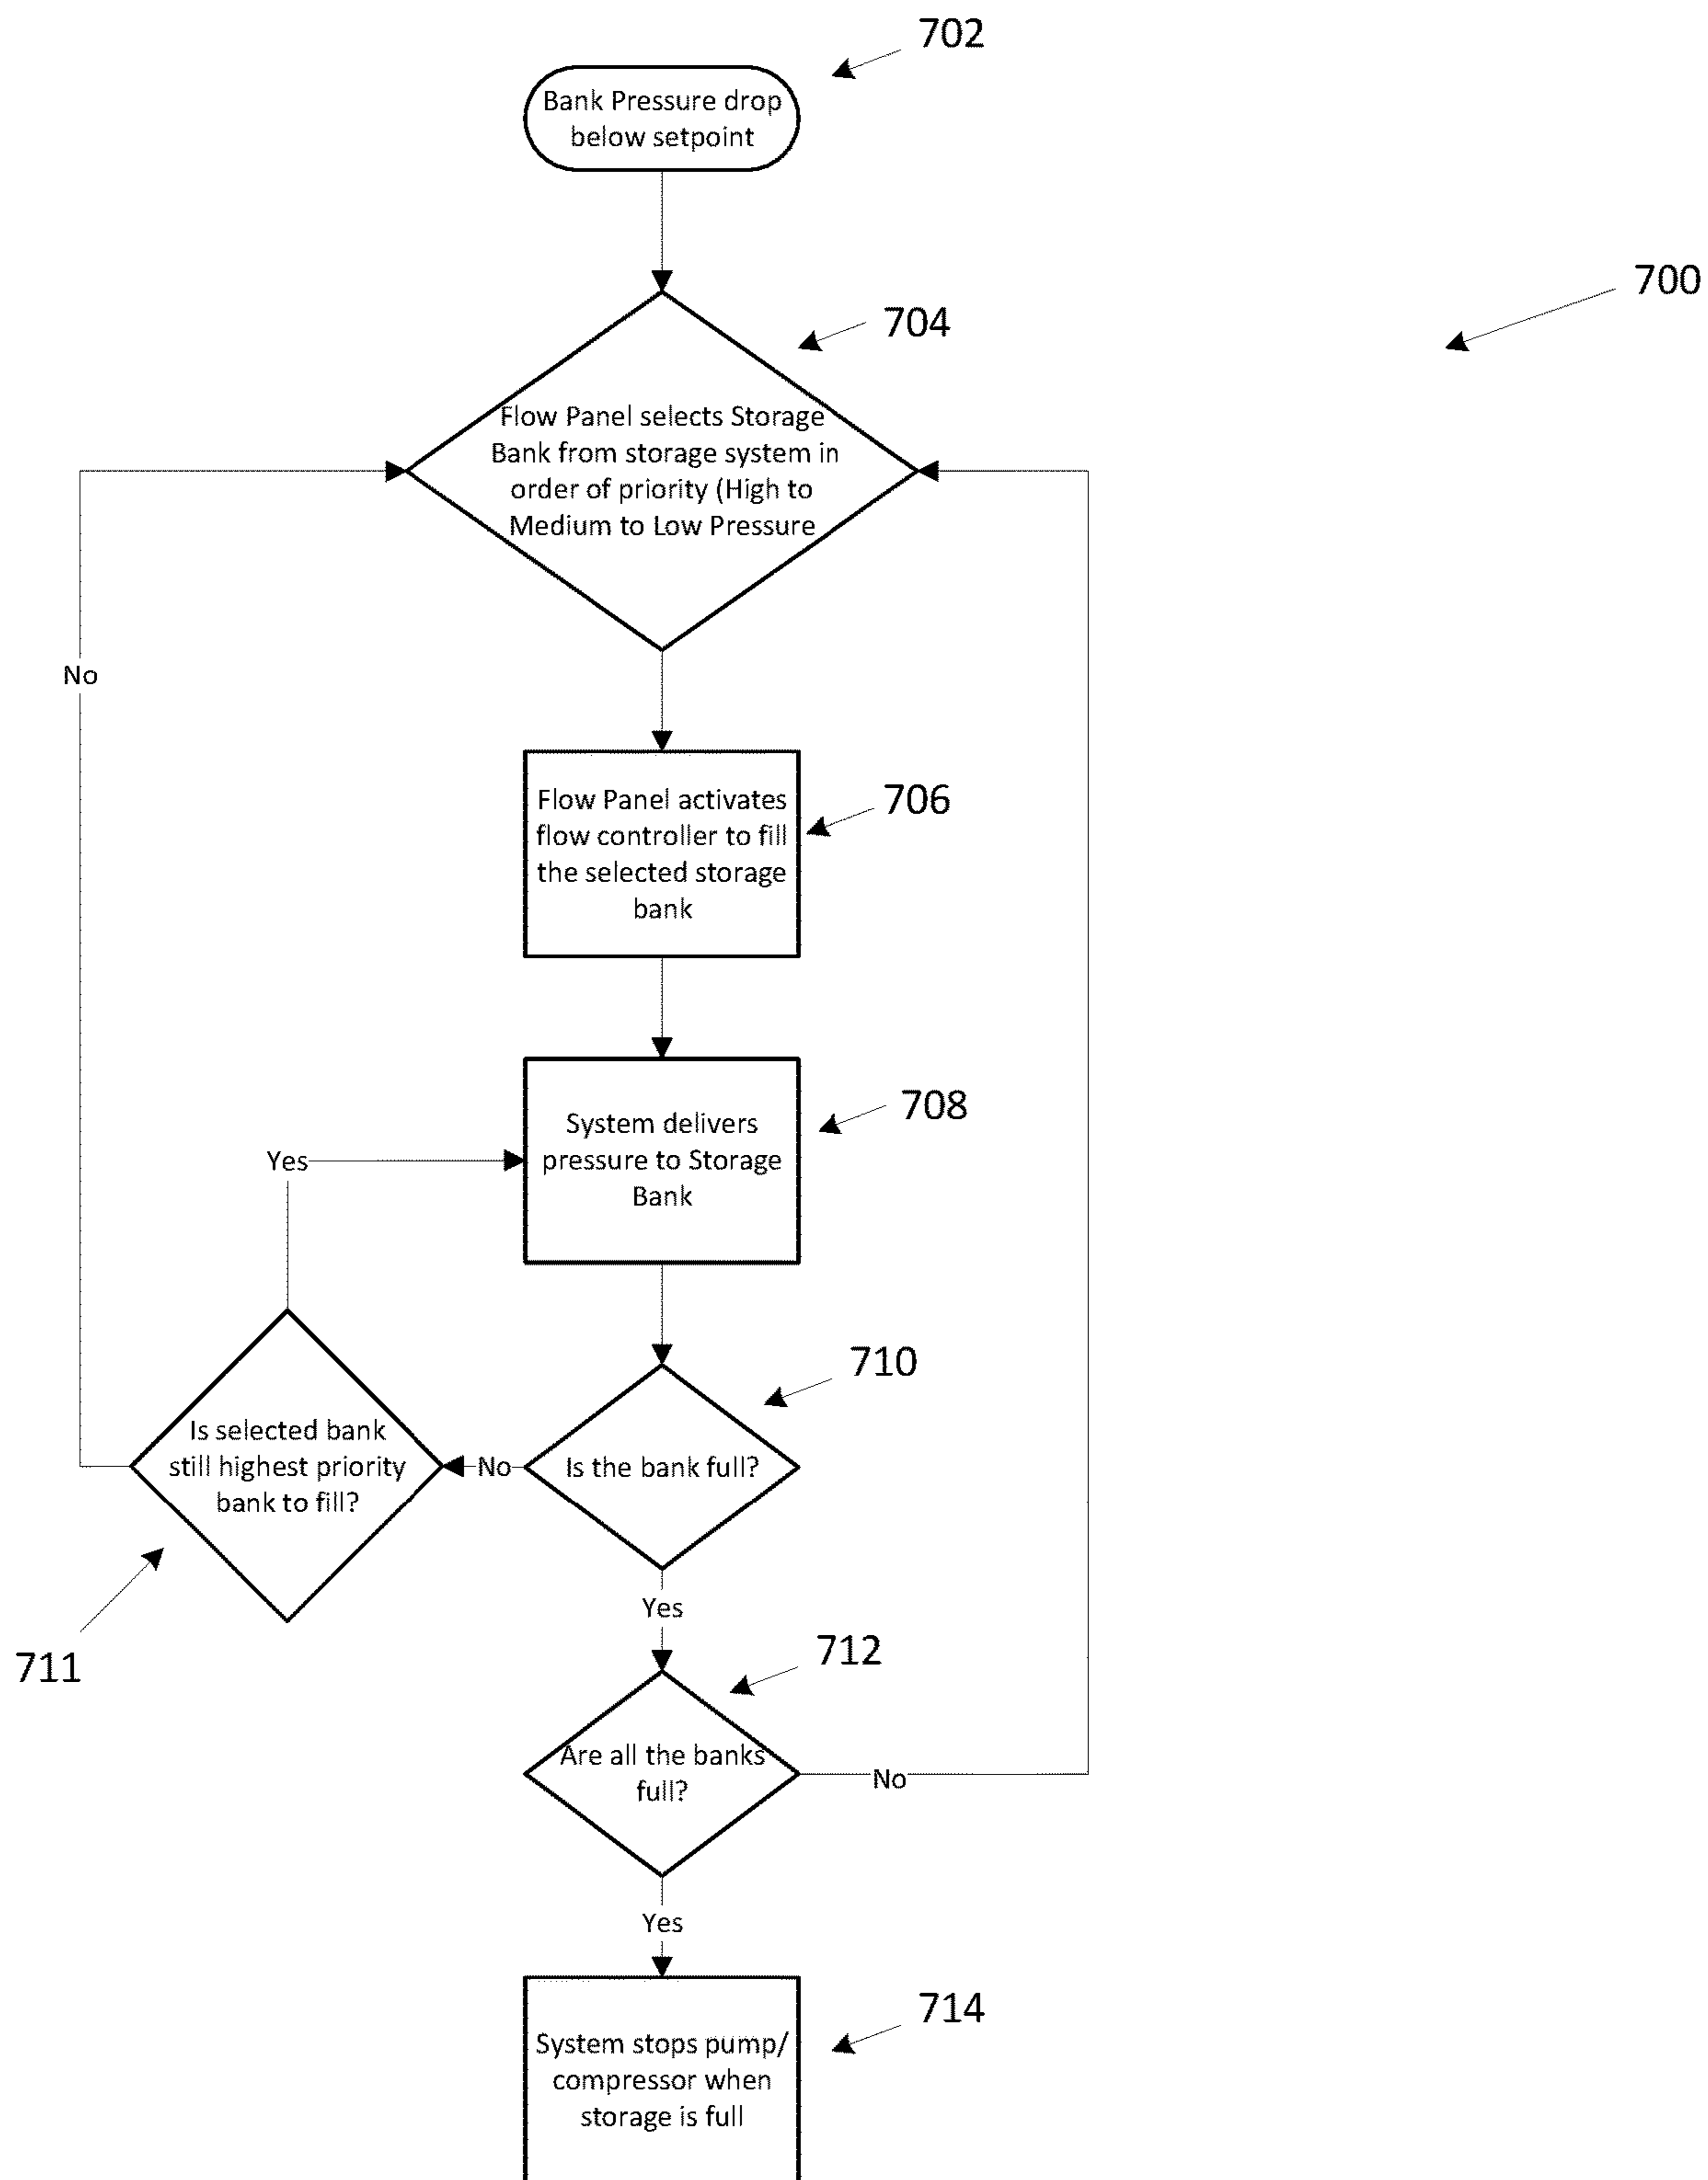 702
Bank Pressure drop
below setpoint
700
704
Flow Panel selects Storage
Bank from storage system in
order of priority (High to
Medium to Low Pressure
No
706
Flow Panel activates
flow controller to fill
the selected storage
bank
708
System delivers
pressure to Storage
Bank
Yes
710
Is selected bank
still highest priority
bank to fill?
No
Is the bank full?
Yes
711
712
Are all the banks
full?
No
Yes
714
System stops pump/
compressor when
storage is full